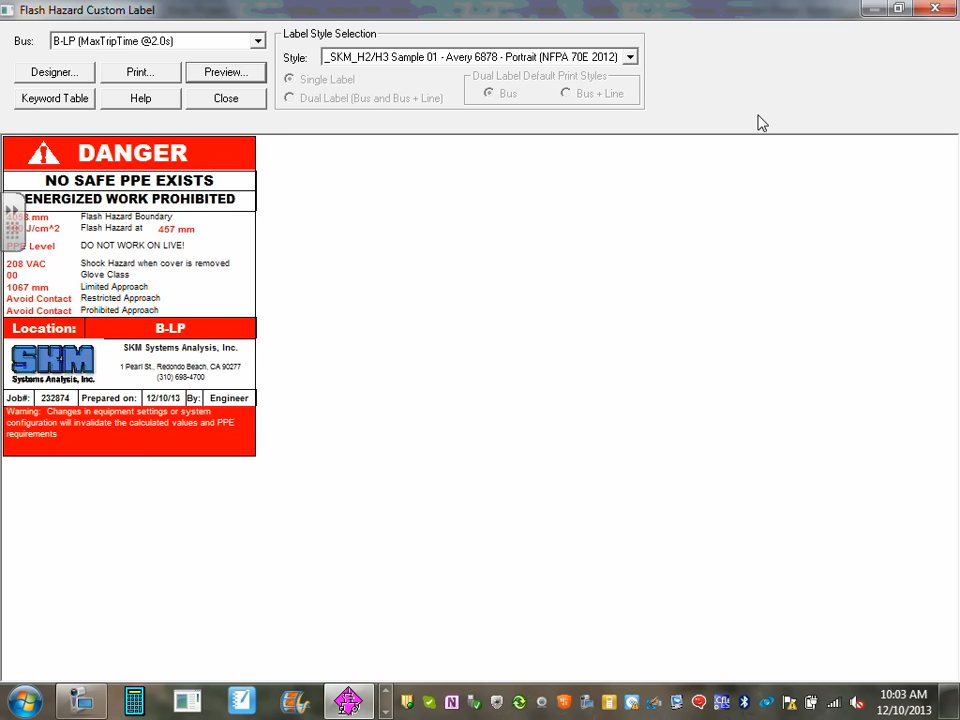 Flash Hazard Custom Label
Bus: B-LP (MaxTripTime @2.0s)
Designer... Print... Preview...
Keyword Table Help Close
Label Style Selection
Style: _SKM_H2/H3 Sample 01 - Avery 6878 - Portrait (NFPA 70E 2012)
Single Label
Dual Label (Bus and Bus + Line)
Dual Label Default Print Styles
Bus Bus + Line
DANGER
NO SAFE PPE EXISTS
ENERGIZED WORK PROHIBITED
mm Flash Hazard Boundary
J/cm^2 Flash Hazard at 457 mm
PPE Level DO NOT WORK ON LIVE!
208 VAC Shock Hazard when cover is removed
00 Glove Class
1067 mm Limited Approach
Avoid Contact Restricted Approach
Avoid Contact Prohibited Approach
Location: B-LP
SKM
Systems Analysis, Inc.
SKM Systems Analysis, Inc.
1 Pearl St., Redondo Beach, CA 90277
(310) 698-4700
Job#: 232874 Prepared on: 12/10/13 By: Engineer
Warning: Changes in equipment settings or system
configuration will invalidate the calculated values and PPE
requirements
10:03 AM
12/10/2013